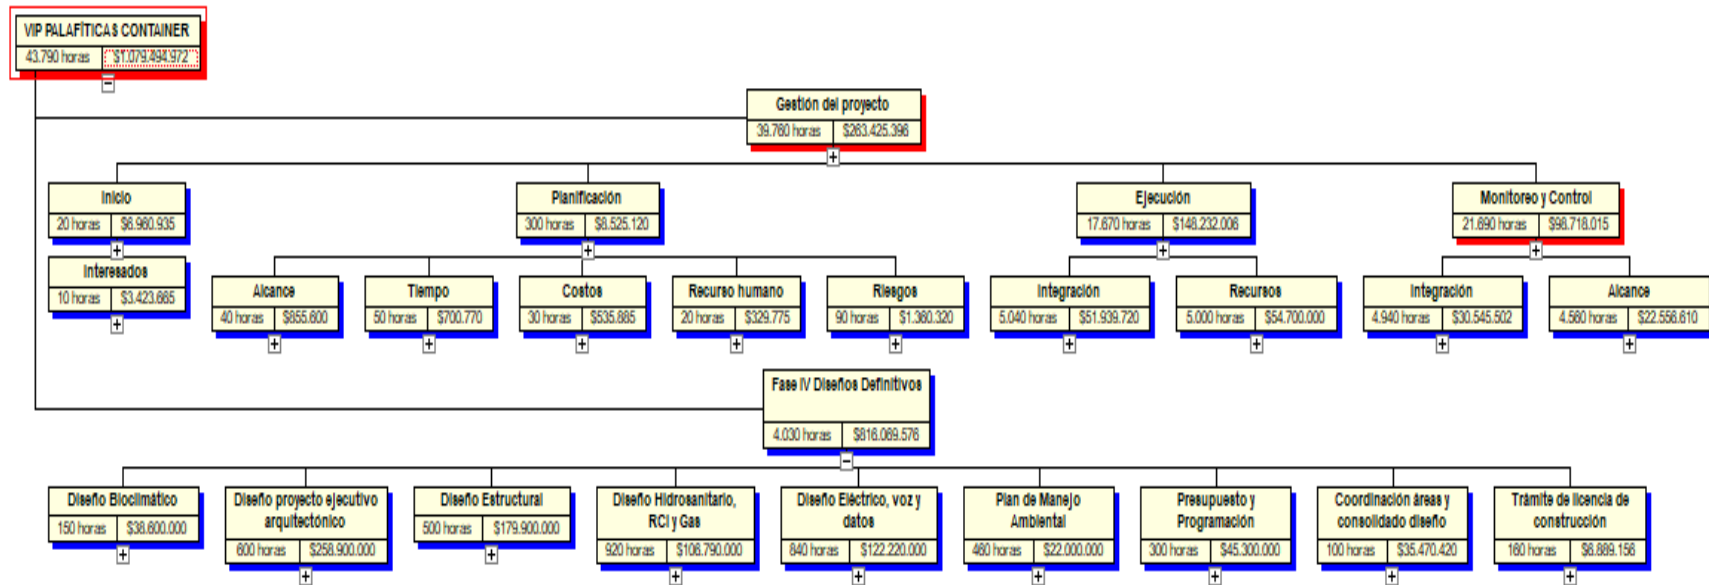 VIP PALAFÍTICAS CONTAINER
43.790 horas $1.079.494.972
Gestión del proyecto
39.760 horas $263.425.396
Inicio
20 horas $6.960.935
Planificación
300 horas $8.525.120
Ejecución
17.670 horas $148.232.006
Monitoreo y Control
21.690 horas $98.718.015
Interesados
10 horas $3.423.665
Alcance
40 horas $855.600
Tiempo
50 horas $700.770
Costos
30 horas $535.885
Recurso humano
20 horas $329.775
Riesgos
90 horas $1.360.320
Integración
5.040 horas $51.939.720
Recursos
5.000 horas $54.700.000
Integración
4.940 horas $30.545.502
Alcance
4.560 horas $22.556.610
Fase IV Diseños Definitivos
4.030 horas $816.069.576
Diseño Bioclimático
150 horas $38.600.000
Diseño proyecto ejecutivo
arquitectónico
600 horas $258.900.000
Diseño Estructural
500 horas $179.900.000
Diseño Hidrosanitario,
RCI y Gas
920 horas $106.790.000
Diseño Eléctrico, voz y
datos
840 horas $122.220.000
Plan de Manejo
Ambiental
460 horas $22.000.000
Presupuesto y
Programación
300 horas $45.300.000
Coordinación áreas y
consolidado diseño
100 horas $35.470.420
Trámite de licencia de
construcción
160 horas $6.889.156